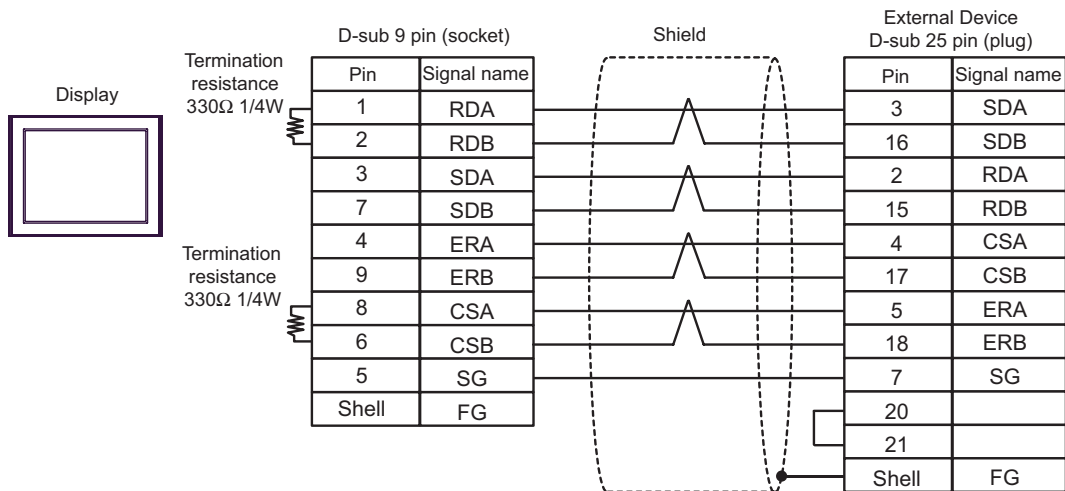 External Device
D-sub 9 pin (socket)
Shield
D-sub 25 pin (plug)
Display
Termination
resistance
330Ω 1/4W
Termination
resistance
330Ω 1/4W
Pin Signal name
1 RDA
2 RDB
3 SDA
7 SDB
4 ERA
9 ERB
8 CSA
6 CSB
5 SG
Shell FG
Pin Signal name
3 SDA
16 SDB
2 RDA
15 RDB
4 CSA
17 CSB
5 ERA
18 ERB
7 SG
20
21
Shell FG